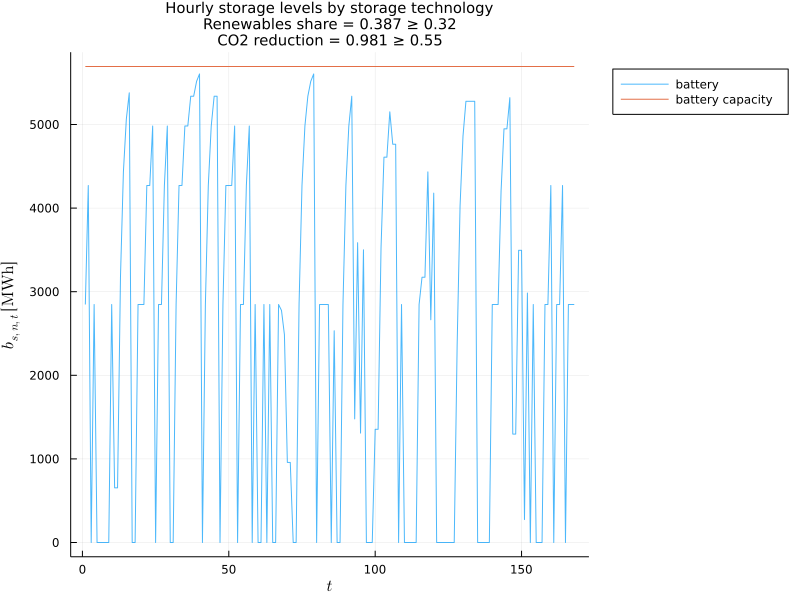 Hourly storage levels by storage technology
Renewables share = 0.387 ≥ 0.32
CO2 reduction = 0.981 ≥ 0.55
battery
battery capacity
b_{s, n, t} [MWh]
5000
4000
3000
2000
1000
0
0
50
100
150
t